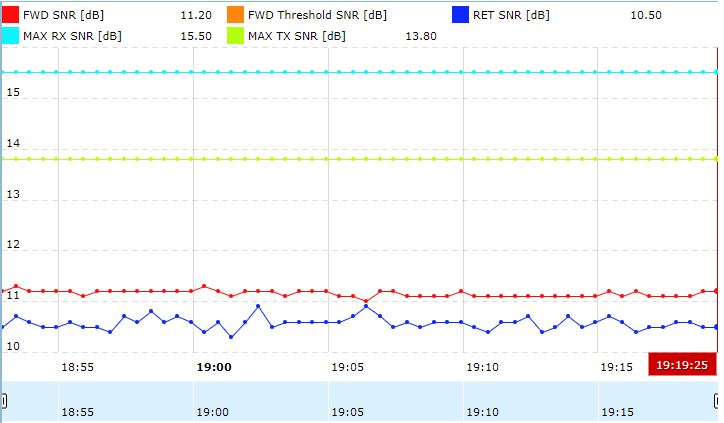 FWD SNR [dB] 11.20 FWD Threshold SNR [dB] RET SNR [dB] 10.50
MAX RX SNR [dB] 15.50 MAX TX SNR [dB] 13.80
15
14
13
12
11
10
18:55 19:00 19:05 19:10 19:15 19:19:25
18:55 19:00 19:05 19:10 19:15